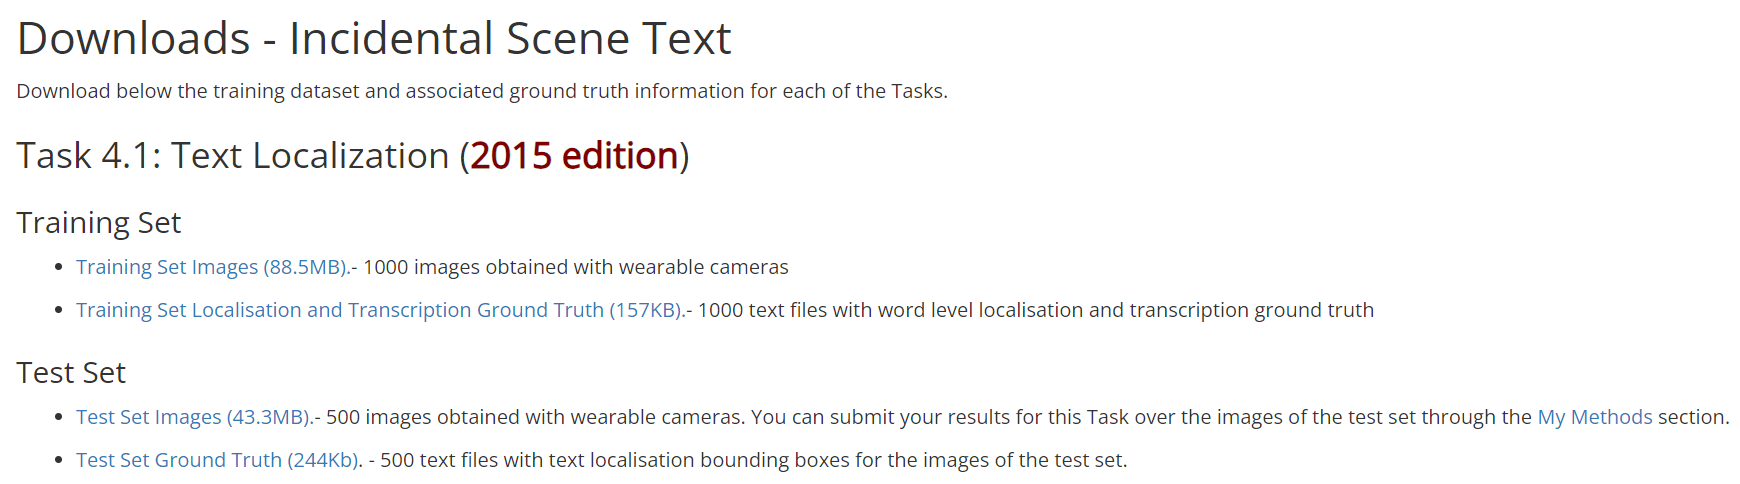 Downloads - Incidental Scene Text
Download below the training dataset and associated ground truth information for each of the Tasks.
Task 4.1: Text Localization (2015 edition)
Training Set
• Training Set Images (88.5MB).- 1000 images obtained with wearable cameras
• Training Set Localisation and Transcription Ground Truth (157KB).- 1000 text files with word level localisation and transcription ground truth
Test Set
• Test Set Images (43.3MB).- 500 images obtained with wearable cameras. You can submit your results for this Task over the images of the test set through the My Methods section.
• Test Set Ground Truth (244Kb). - 500 text files with text localisation bounding boxes for the images of the test set.